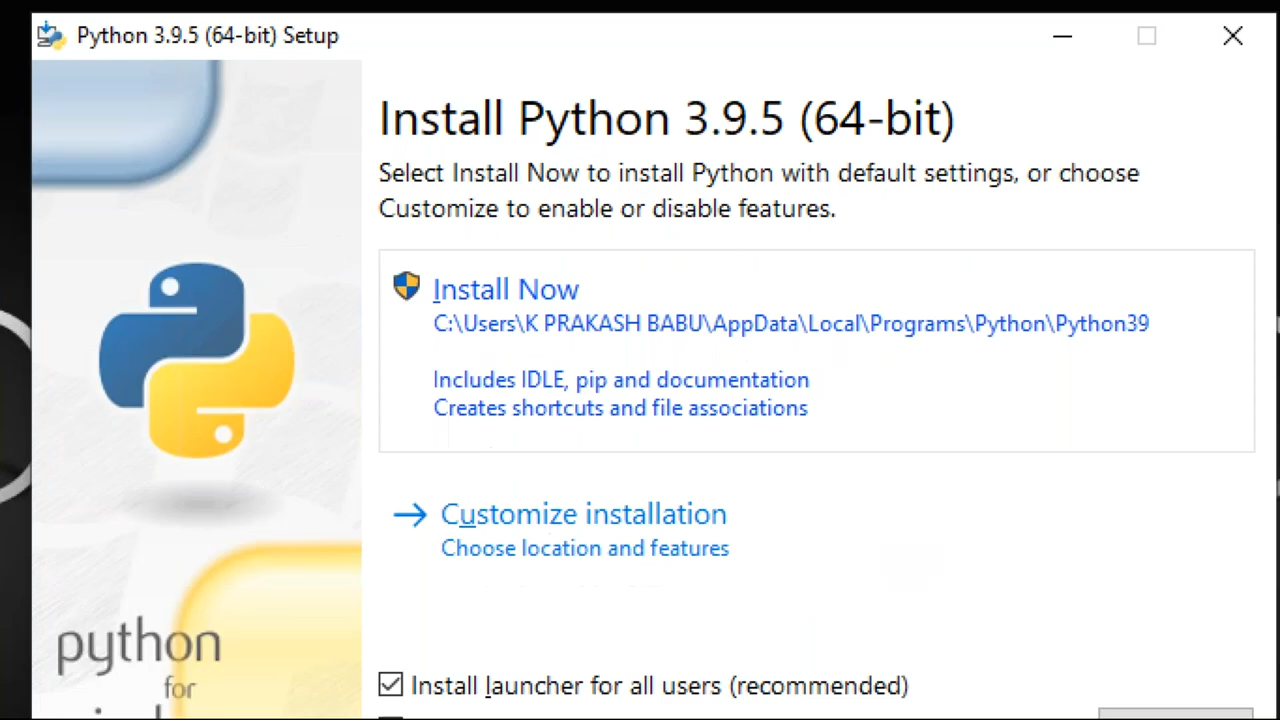 Python 3.9.5 (64-bit) Setup
Install Python 3.9.5 (64-bit)
Select Install Now to install Python with default settings, or choose
Customize to enable or disable features.
Install Now
C:\Users\K PRAKASH BABU\AppData\Local\Programs\Python\Python39
Includes IDLE, pip and documentation
Creates shortcuts and file associations
Customize installation
Choose location and features
python
for
Install launcher for all users (recommended)